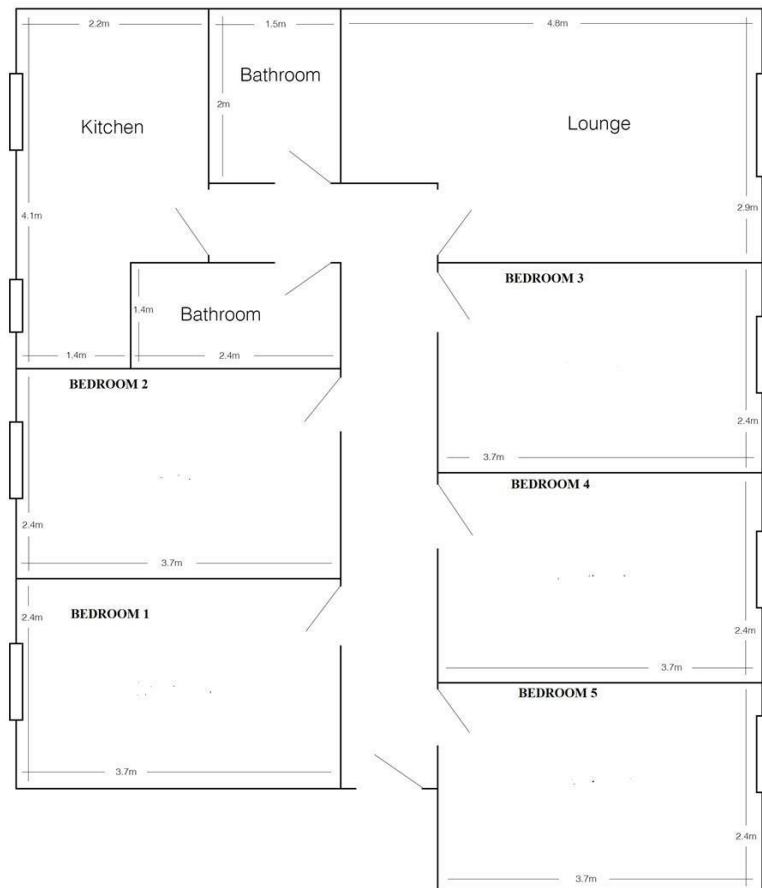 2.2m
1.5m
4.8m
Bathroom
2m
Kitchen
Lounge
4.1m
2.9m
BEDROOM 3
1.4m
Bathroom
1.4m
2.4m
BEDROOM 2
2.4m
3.7m
BEDROOM 4
2.4m
3.7m
2.4m
BEDROOM 1
2.4m
3.7m
BEDROOM 5
3.7m
2.4m
3.7m